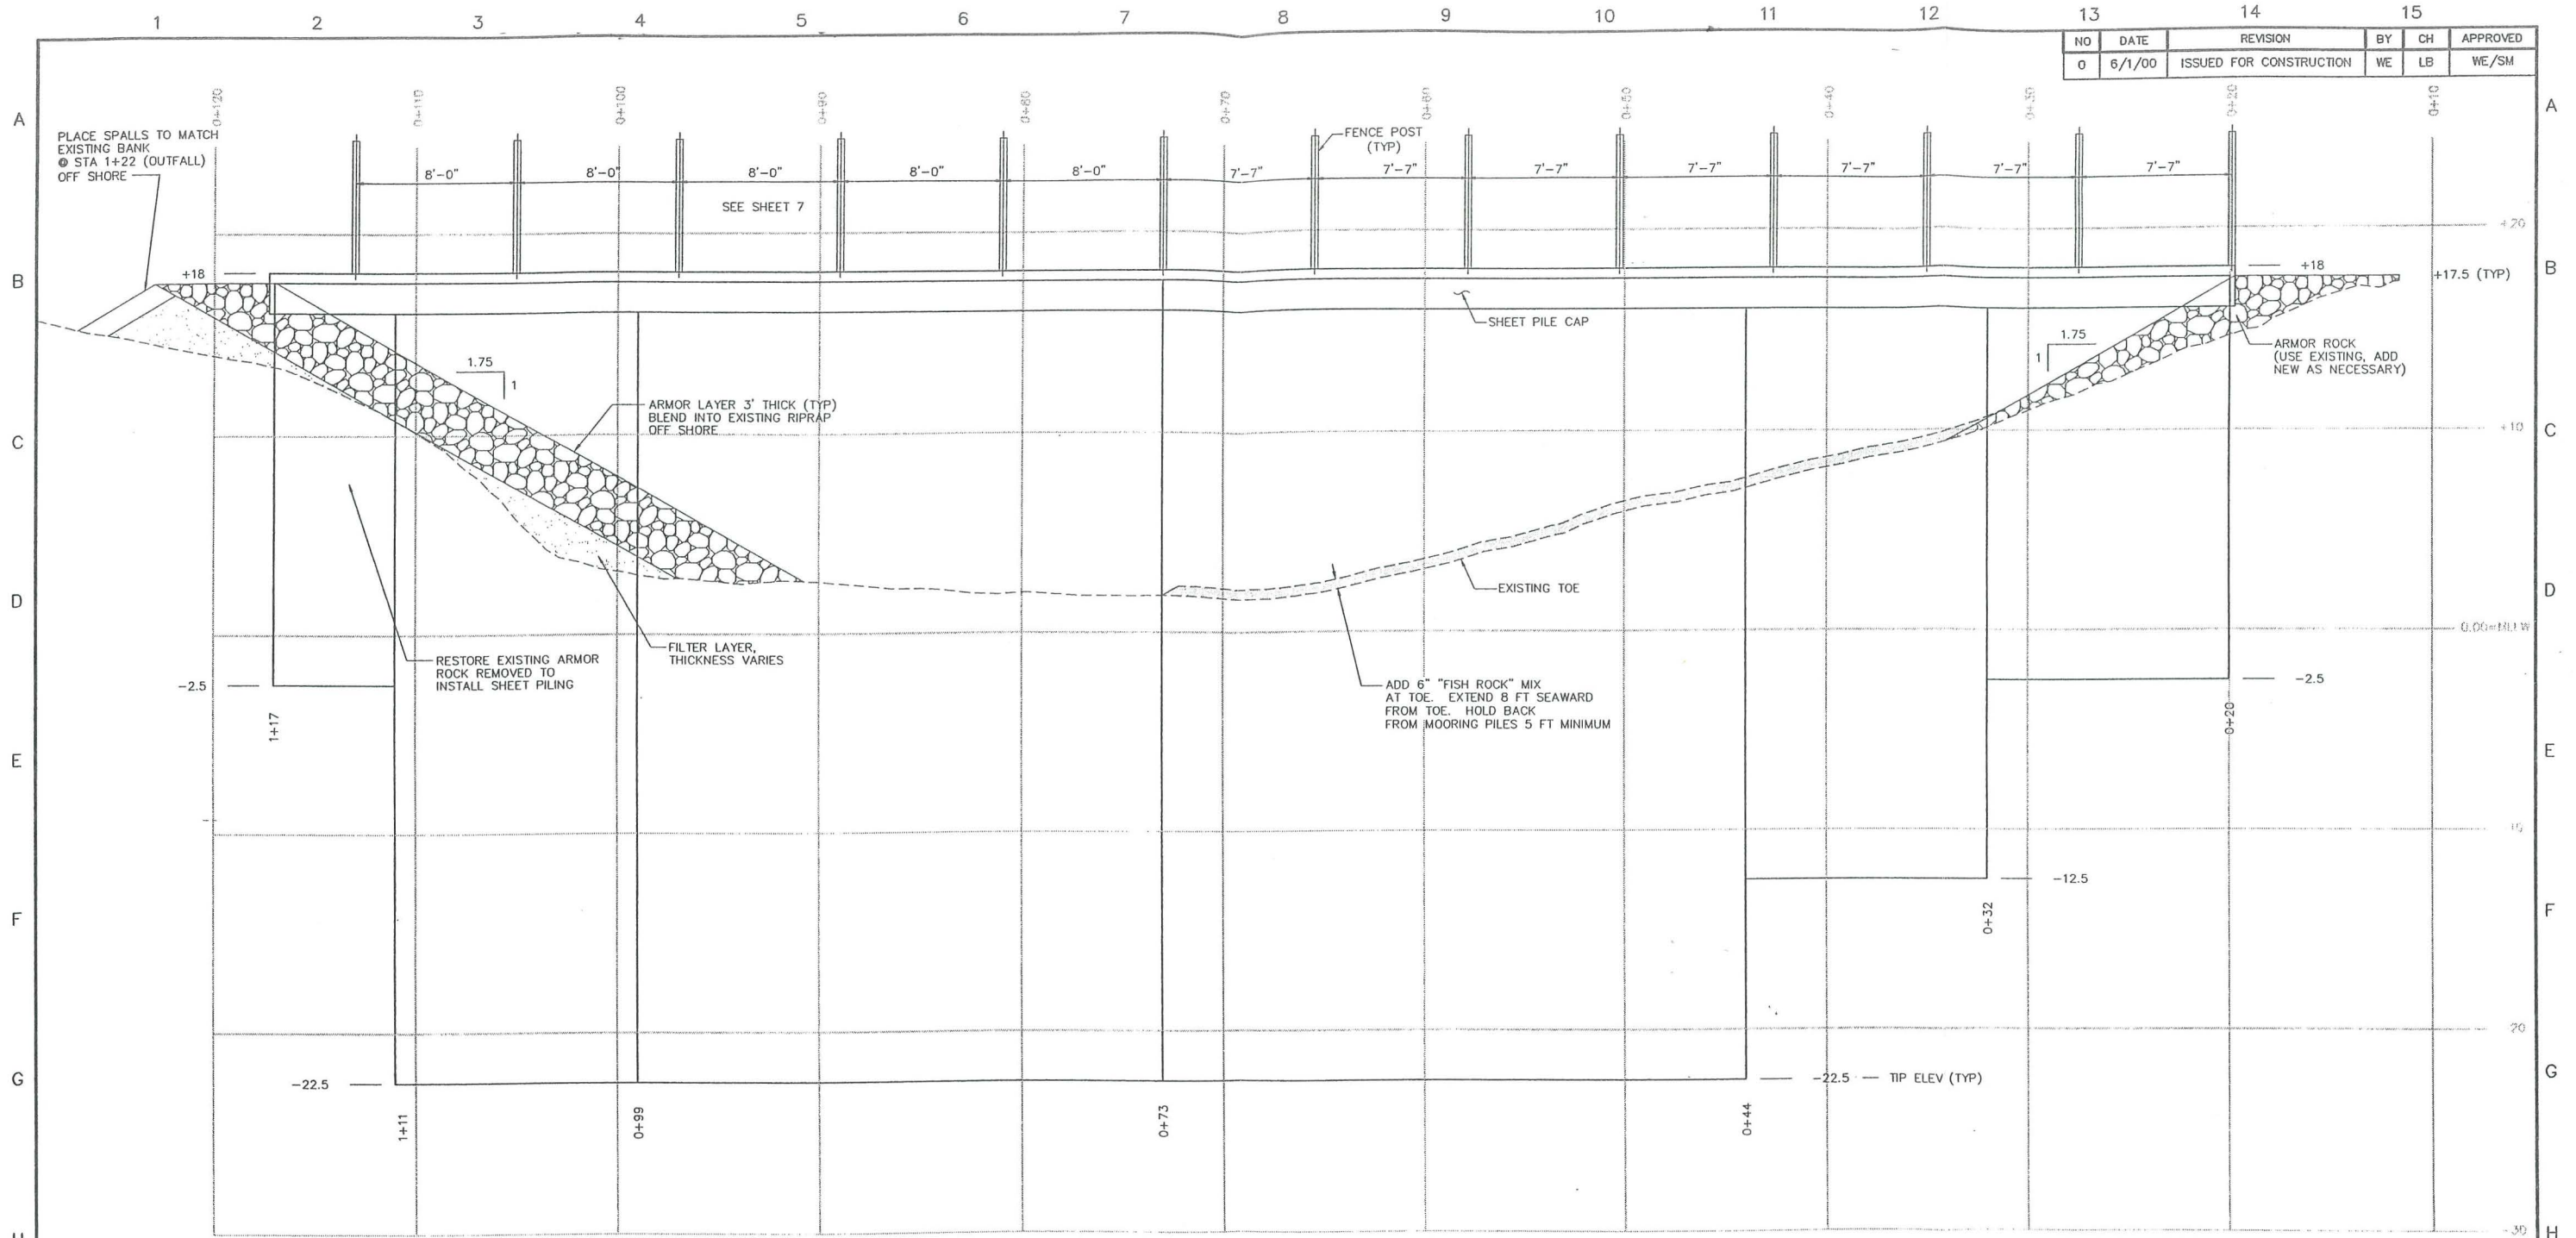 1 2 3 4 5 6 7 8 9 10 11 12 13 14 15
NO DATE REVISION BY CH APPROVED
0 6/1/00 ISSUED FOR CONSTRUCTION WE LB WE/SM
A A
0+120 0+110 0+100 0+90 0+80 0+70 0+60 0+50 0+40 0+30 0+20 0+10
PLACE SPALLS TO MATCH
EXISTING BANK
@ STA 1+22 (OUTFALL)
OFF SHORE
FENCE POST
(TYP)
8'-0" 8'-0" 8'-0" 8'-0" 8'-0" 7'-7" 7'-7" 7'-7" 7'-7" 7'-7" 7'-7" 7'-7"
SEE SHEET 7
+20
B B
+18
+18
+17.5 (TYP)
SHEET PILE CAP
1.75
1
1.75
1
ARMOR ROCK
(USE EXISTING, ADD
NEW AS NECESSARY)
ARMOR LAYER 3' THICK (TYP)
BLEND INTO EXISTING RIPRAP
OFF SHORE
C C
+10
EXISTING TOE
D D
0.00=MLLW
FILTER LAYER,
THICKNESS VARIES
RESTORE EXISTING ARMOR
ROCK REMOVED TO
INSTALL SHEET PILING
-2.5
-2.5
ADD 6" "FISH ROCK" MIX
AT TOE. EXTEND 8 FT SEAWARD
FROM TOE. HOLD BACK
FROM MOORING PILES 5 FT MINIMUM
1+17
0+20
E E
-12.5
F F
0+32
20
G G
-22.5
-22.5 — TIP ELEV (TYP)
1+11 0+99 0+73 0+44
-30
H H